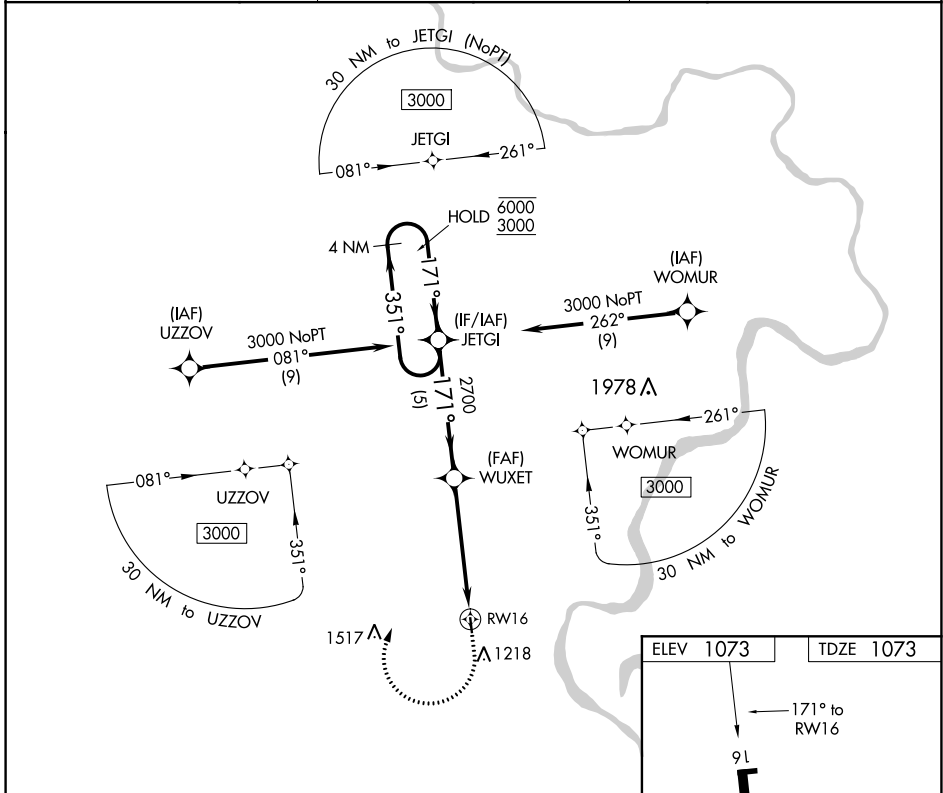 30 NM to JETGI (NoPT)
3000
JETGI
081°
261°
HOLD 6000
3000
4 NM
171°
351°
(IAF)
UZZOV
3000 NoPT
081°
(9)
(IF/IAF)
JETGI
(IAF)
WOMUR
3000 NoPT
262°
(9)
2700
171°
(5)
1978
(FAF)
WUXET
081°
UZZOV
3000
351°
30 NM to UZZOV
261°
WOMUR
3000
351°
30 NM to WOMUR
RW16
1517
1218
ELEV 1073
TDZE 1073
171° to
RW16
16